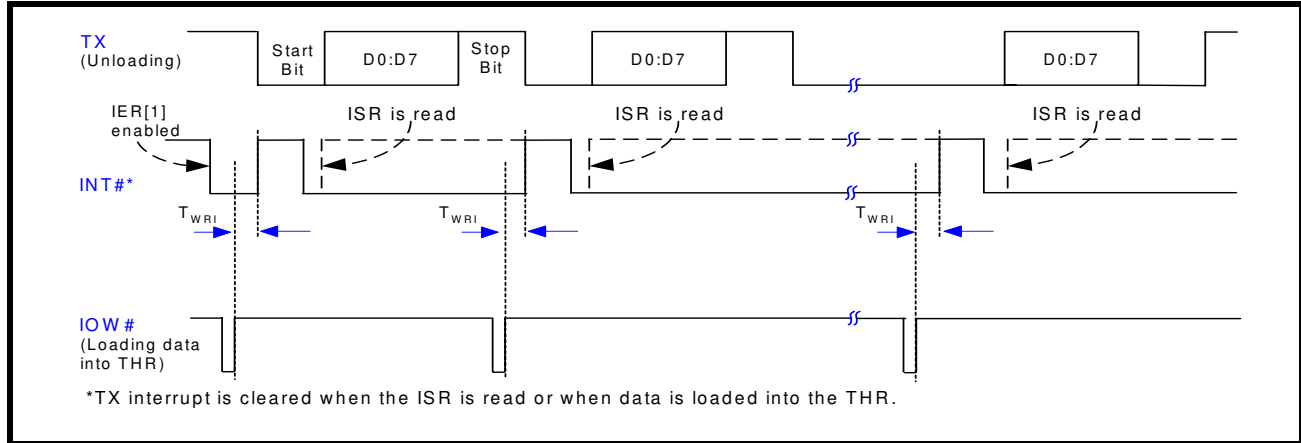 TX
(Unloading)
Start
Bit
D0:D7
Stop
Bit
D0:D7
D0:D7
IER[1]
enabled
ISR is read
ISR is read
ISR is read
INT#*
TWRI
TWRI
TWRI
IOW#
(Loading data
into THR)
*TX interrupt is cleared when the ISR is read or when data is loaded into the THR.